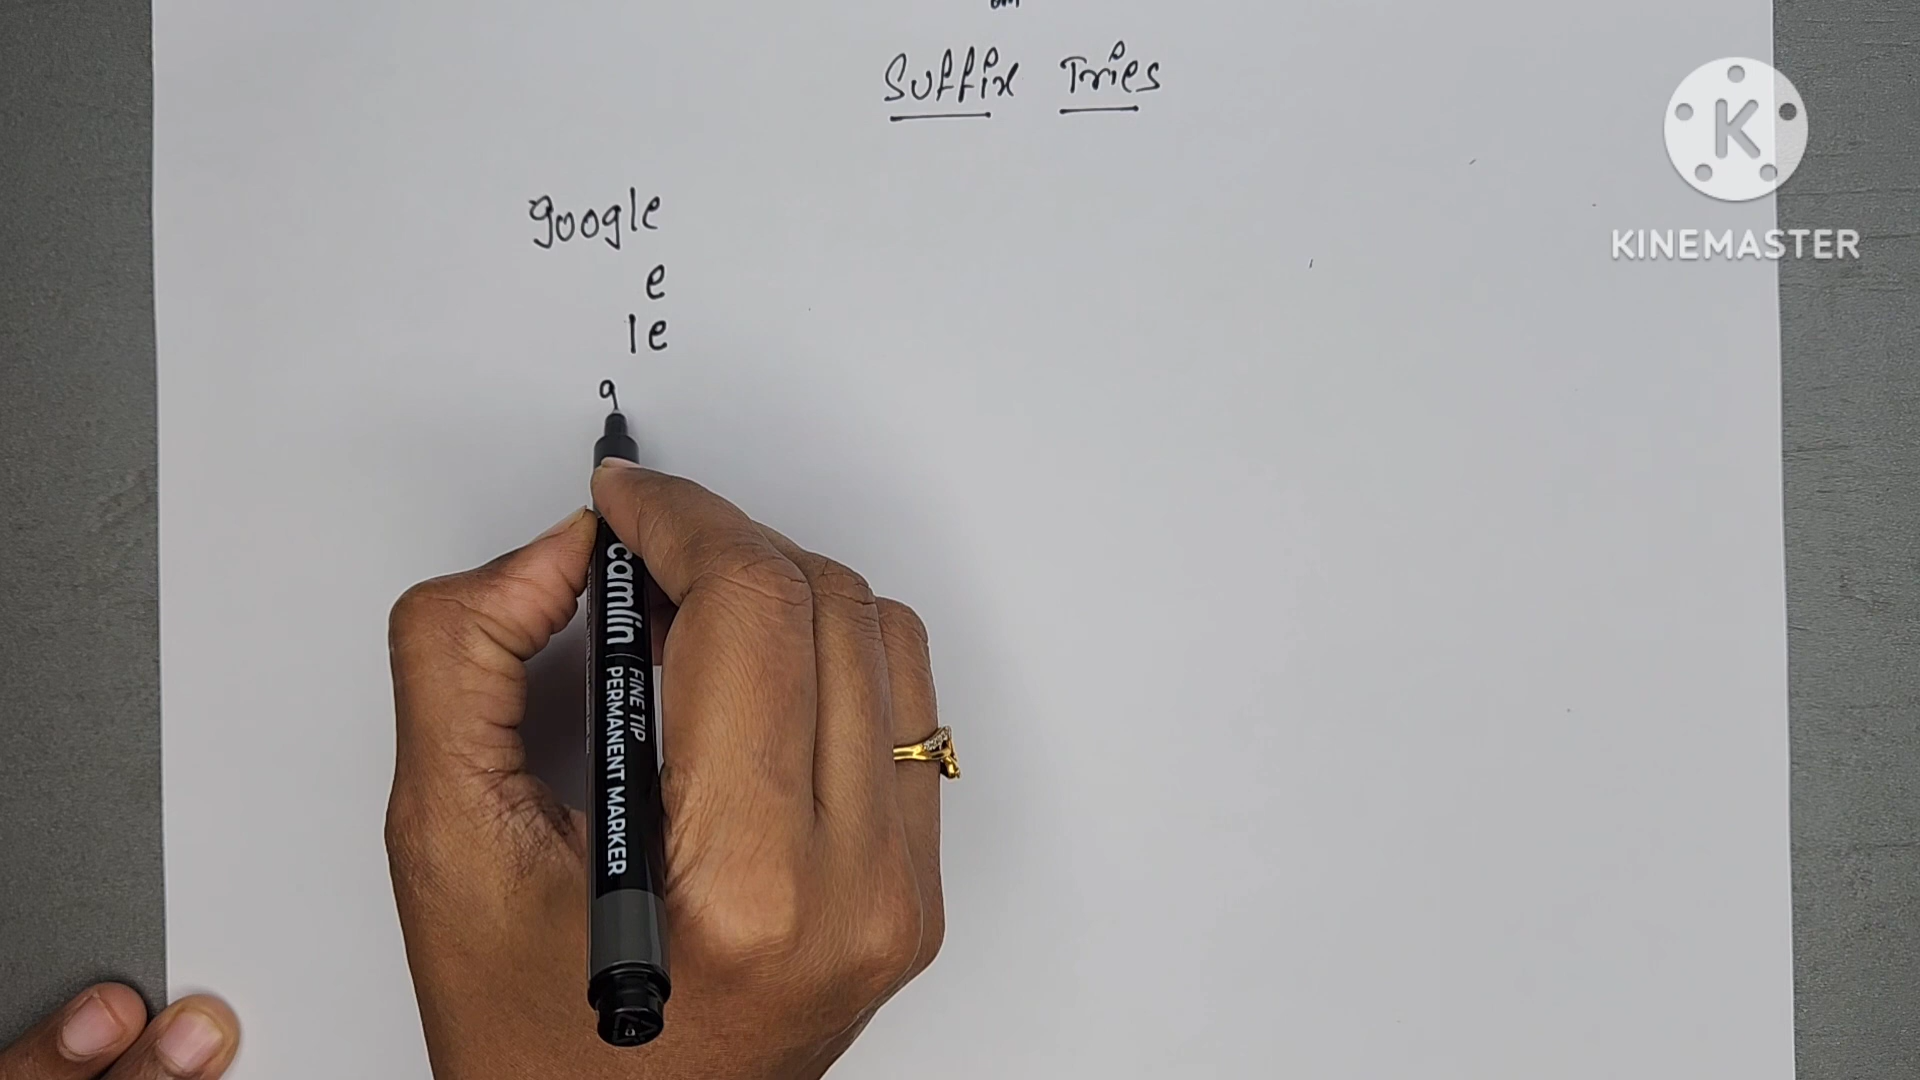 Suffix Tries
K
KINEMASTER
google
e
le
g
camlin FINE TIP
PERMANENT MARKER